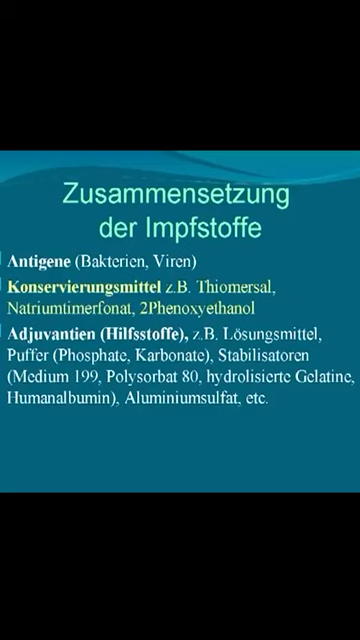 Zusammensetzung
der Impfstoffe
Antigene (Bakterien, Viren)
Konservierungsmittel z.B. Thiomersal,
Natriumtimerfonat, 2Phenoxyethanol
Adjuvantien (Hilfsstoffe), z.B. Lösungsmittel,
Puffer (Phosphate, Karbonate), Stabilisatoren
(Medium 199, Polysorbat 80, hydrolisierte Gelatine,
Humanalbumin), Aluminiumsulfat, etc.